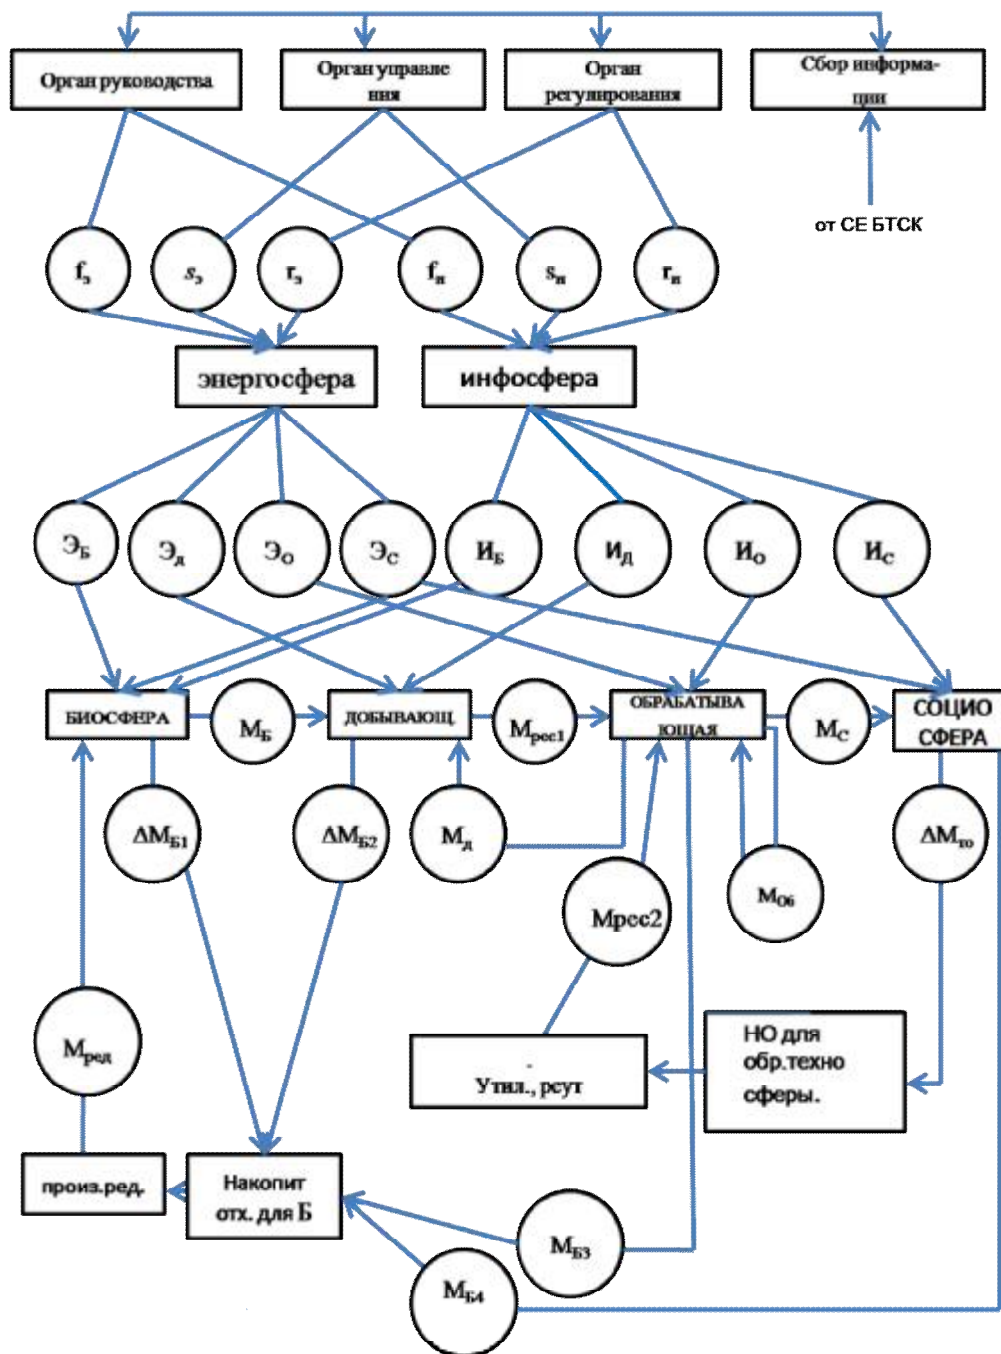 Орган руководства
Орган управле
ния
Орган
регулирования
Сбор информа-
ции
от СЕ БТСК
fэ
sэ
rэ
fи
sи
rи
энергосфера
инфосфера
ЭБ
Эд
ЭО
ЭС
ИБ
ИД
ИО
ИС
БИОСФЕРА
МБ
ДОБЫВАЮЩ.
Мрес1
ОБРАБАТЫВА
ЮЩАЯ
МС
СОЦИО
СФЕРА
ΔМБ1
ΔМБ2
Мд
Мрес2
МОб
ΔМто
Мред
-
Утил., рсут
НО для
обр.техно
сферы.
произ.ред.
Накопит
отх. для Б
МБ3
МБ4